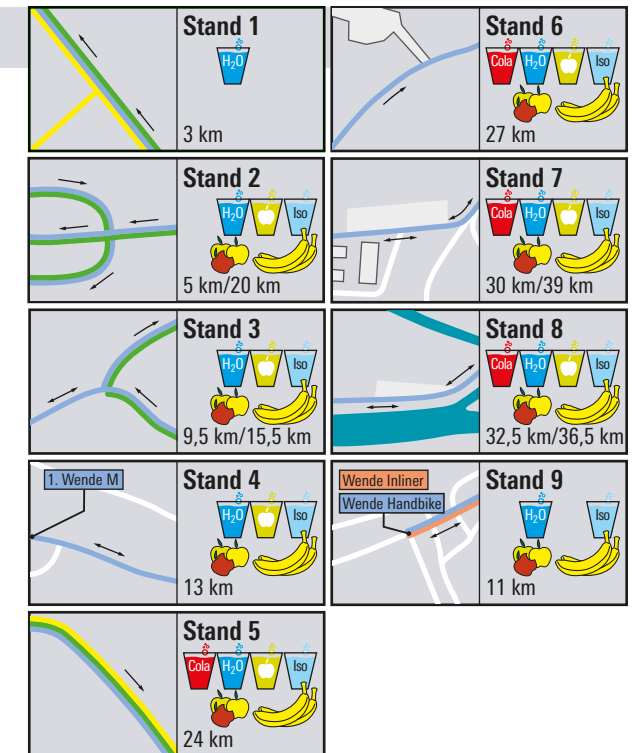 Stand 1
H₂O
3 km
Stand 2
H₂O Iso
5 km/20 km
Stand 3
H₂O Iso
9,5 km/15,5 km
1. Wende M
Stand 4
H₂O Iso
13 km
Stand 5
Cola H₂O Iso
24 km
Stand 6
Cola H₂O Iso
27 km
Stand 7
Cola H₂O Iso
30 km/39 km
Stand 8
Cola H₂O Iso
32,5 km/36,5 km
Wende Inliner
Wende Handbike
Stand 9
H₂O Iso
11 km